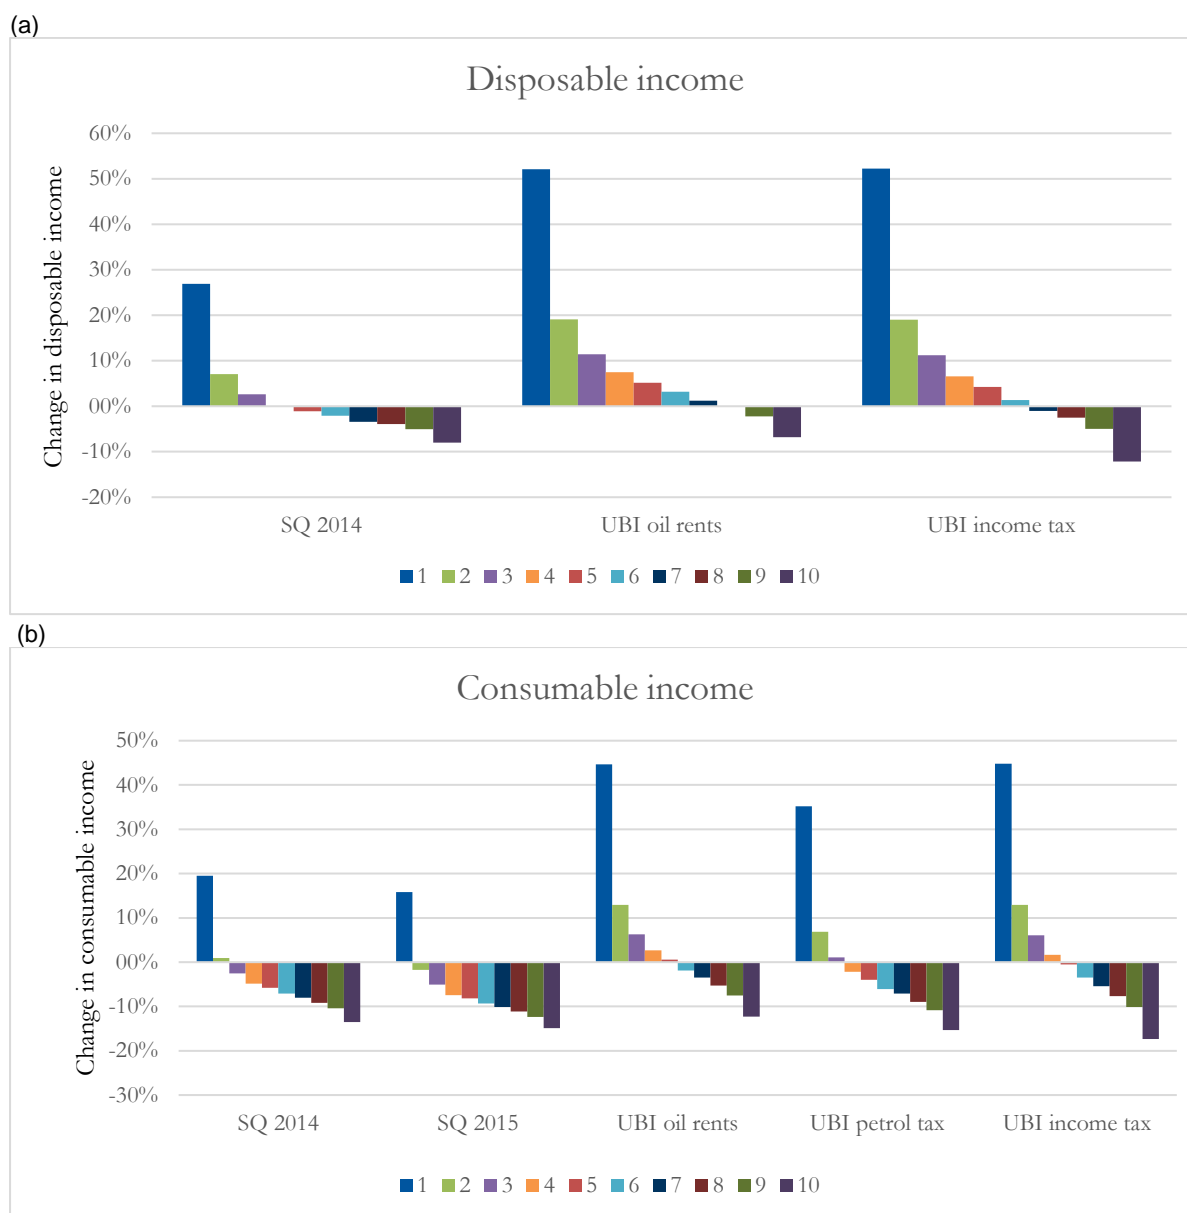 (a)
Disposable income
Change in disposable income
60%
50%
40%
30%
20%
10%
00%
-10%
-20%
SQ 2014 UBI oil rents UBI income tax
1 2 3 4 5 6 7 8 9 10
(b)
Consumable income
Change in consumable income
50%
40%
30%
20%
10%
00%
-10%
-20%
-30%
SQ 2014 SQ 2015 UBI oil rents UBI petrol tax UBI income tax
1 2 3 4 5 6 7 8 9 10